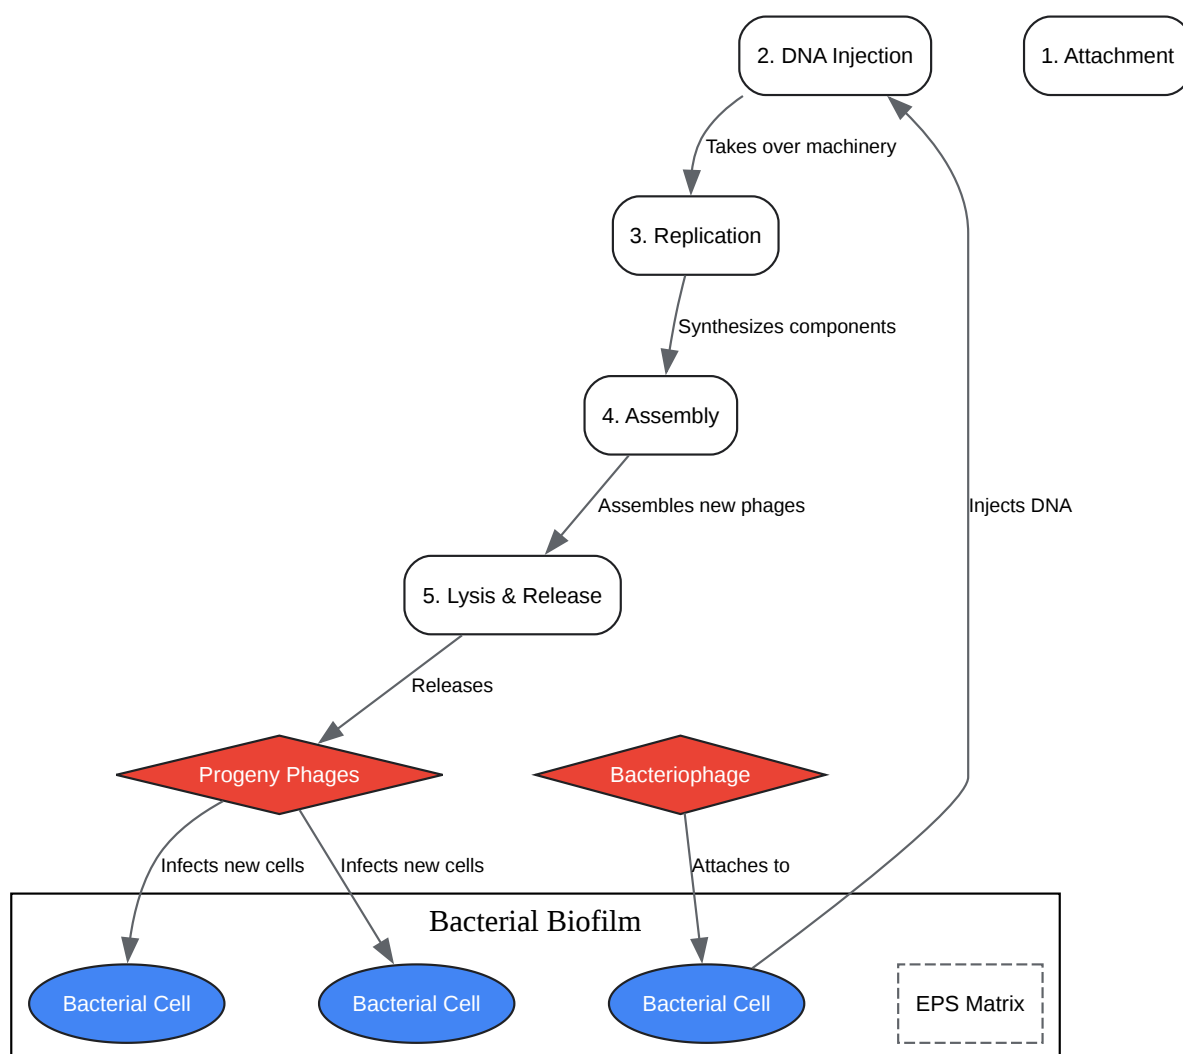 2. DNA Injection
1. Attachment
Takes over machinery
3. Replication
Synthesizes components
4. Assembly
Assembles new phages
Injects DNA
5. Lysis & Release
Releases
Progeny Phages
Bacteriophage
Infects new cells
Infects new cells
Attaches to
Bacterial Biofilm
Bacterial Cell
Bacterial Cell
Bacterial Cell
EPS Matrix